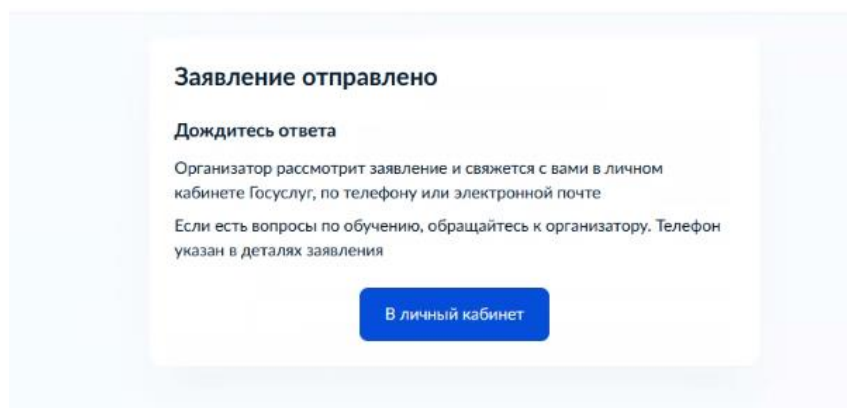 Заявление отправлено
Дождитесь ответа
Организатор рассмотрит заявление и свяжется с вами в личном
кабинете Госуслуг, по телефону или электронной почте
Если есть вопросы по обучению, обращайтесь к организатору. Телефон
указан в деталях заявления
В личный кабинет